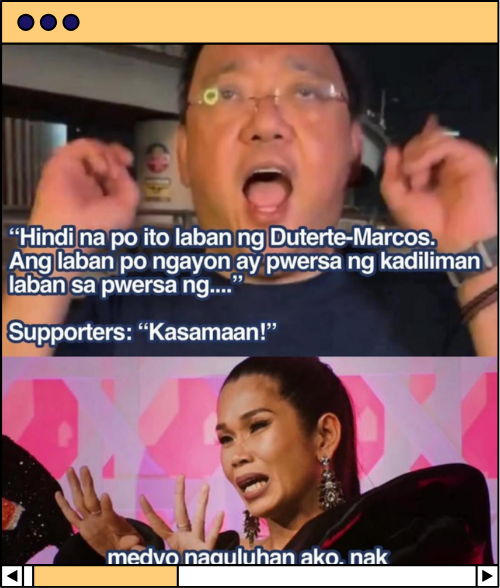 “Hindi na po ito laban ng Duterte-Marcos.
Ang laban po ngayon ay pwersa ng kadiliman
laban sa pwersa ng....”
Supporters: “Kasamaan!”
medyo naguluhan ako, nak